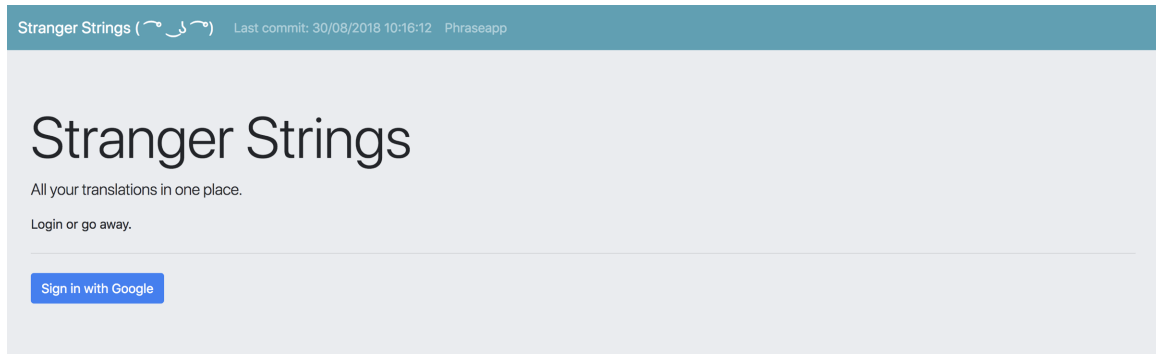 Stranger Strings ( ͡° ͜ʖ ͡°) Last commit: 30/08/2018 10:16:12 Phraseapp
Stranger Strings
All your translations in one place.
Login or go away.
Sign in with Google